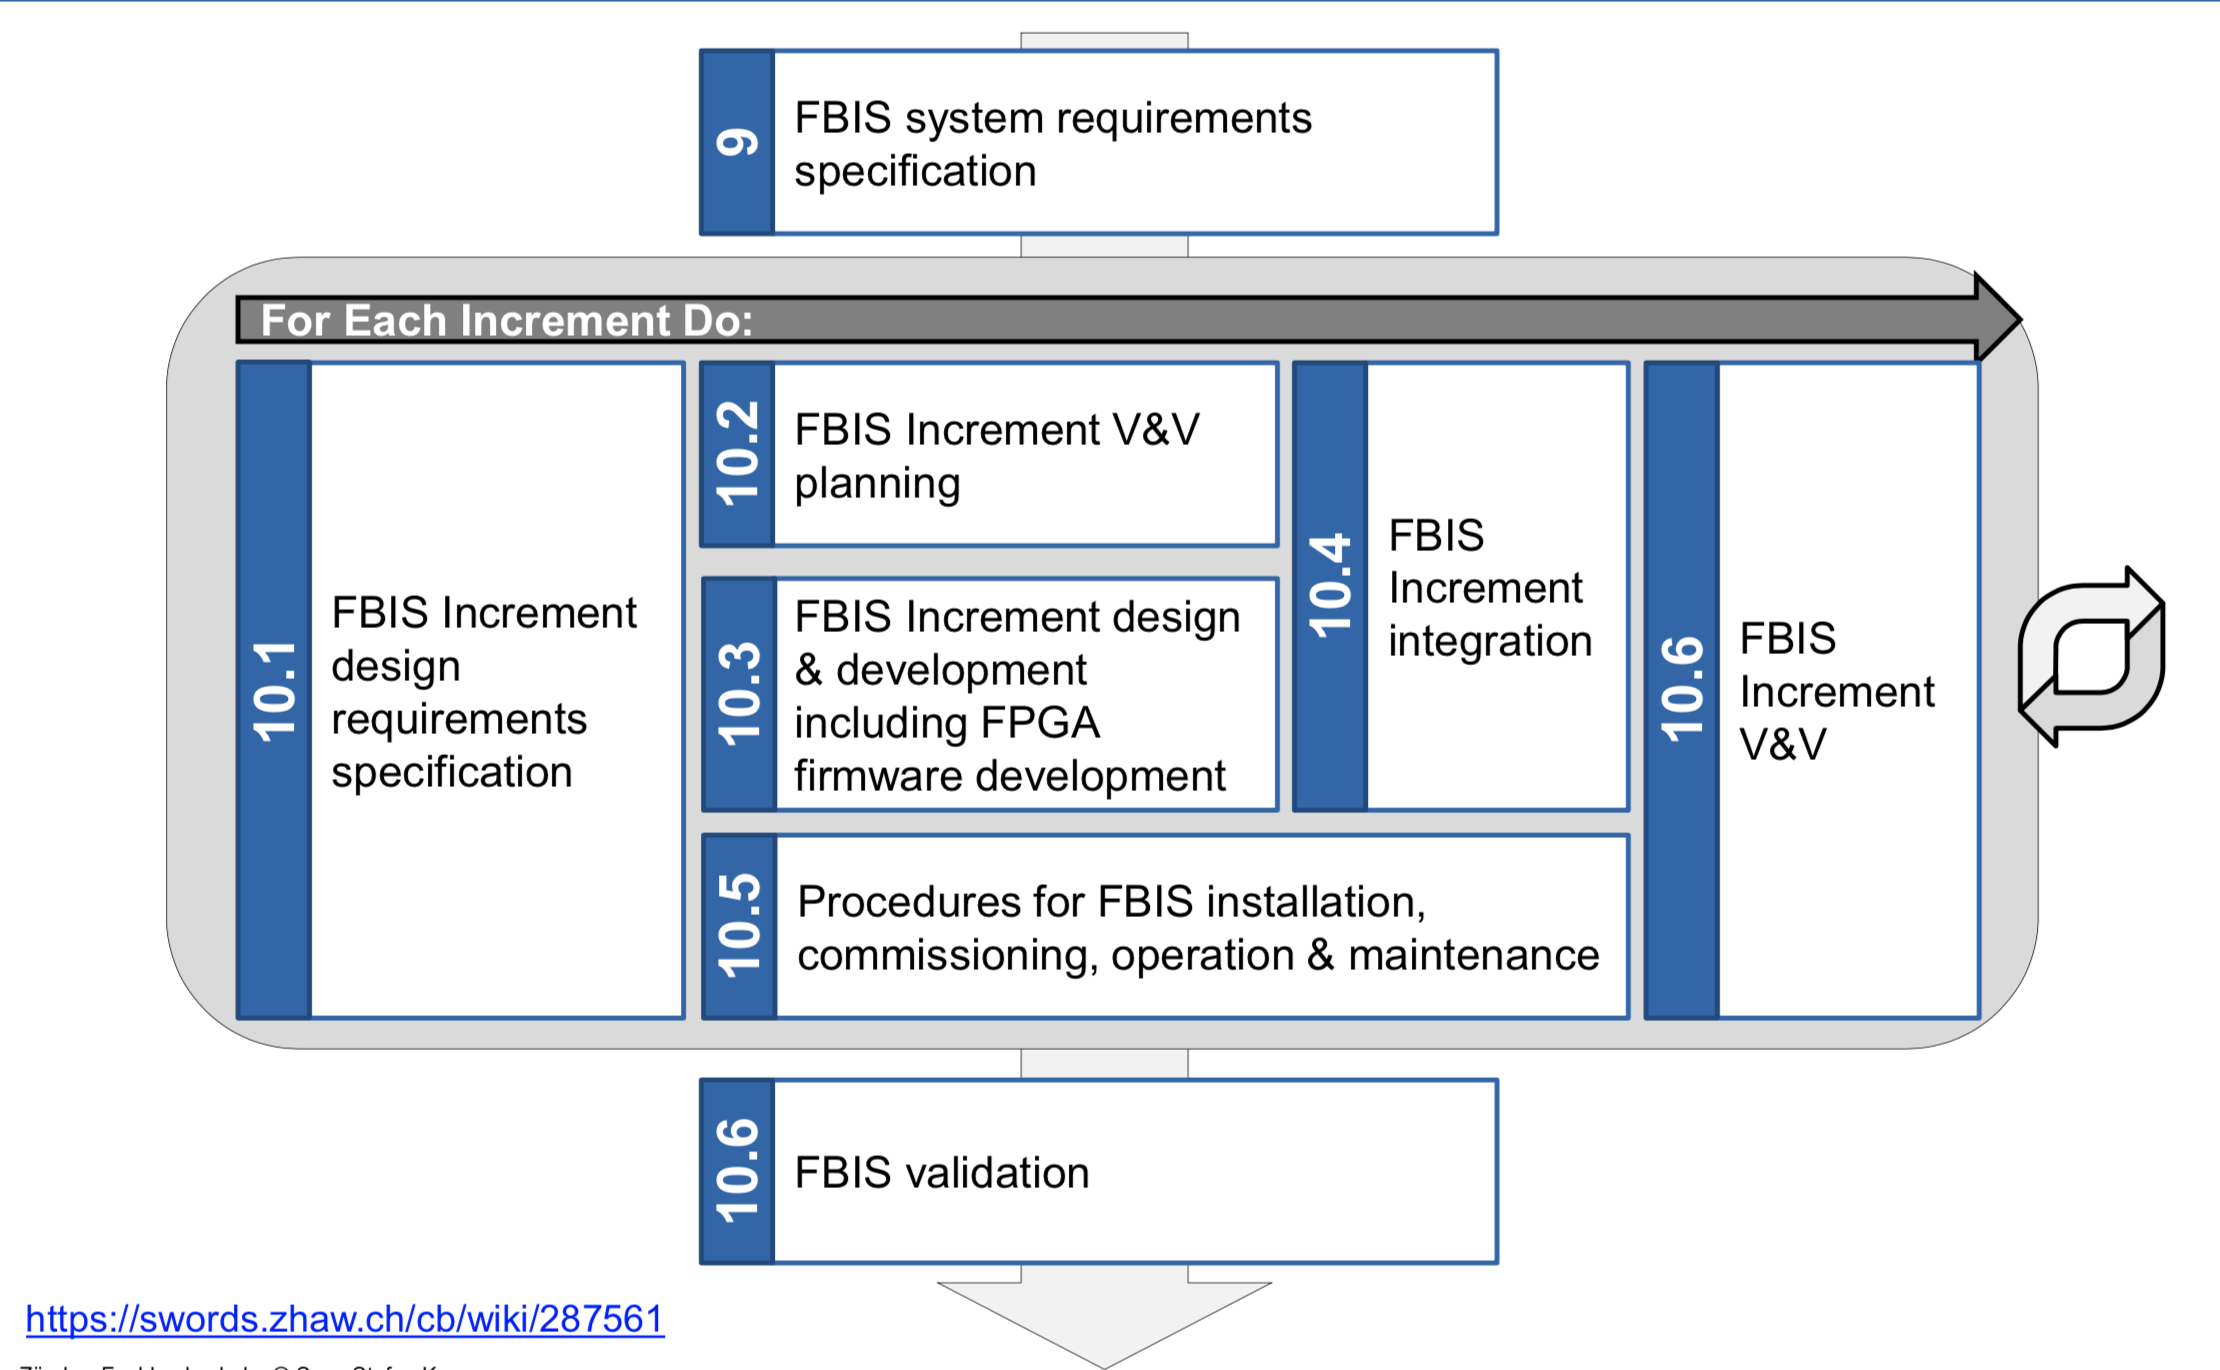 9
FBIS system requirements
specification
For Each Increment Do:
10.1
FBIS Increment
design
requirements
specification
10.2
FBIS Increment V&V
planning
10.3
FBIS Increment design
& development
including FPGA
firmware development
10.4
FBIS
Increment
integration
10.5
Procedures for FBIS installation,
commissioning, operation & maintenance
10.6
FBIS
Increment
V&V
10.6
FBIS validation
https://swords.zhaw.ch/cb/wiki/287561